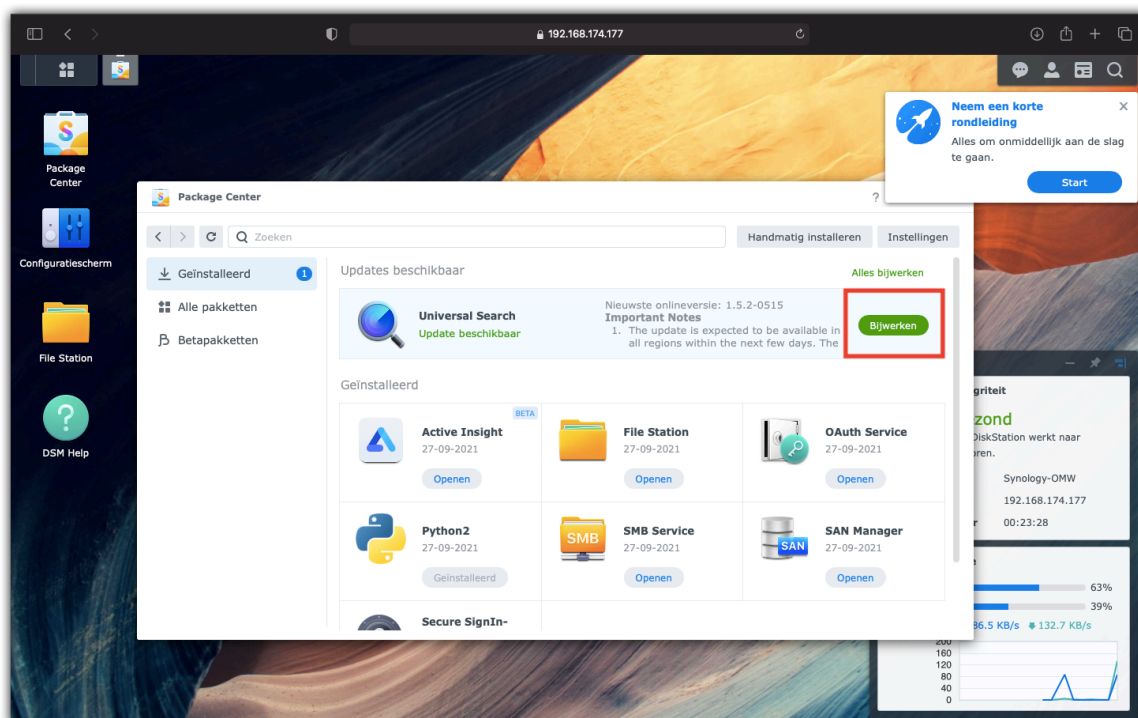 192.168.174.177
Neem een korte
rondleiding
Alles om onmiddellijk aan de slag
te gaan.
Start
Package
Center
Configuratiescherm
File Station
DSM Help
Package Center
?
Zoeken
Handmatig installeren
Instellingen
Geïnstalleerd
1
Alle pakketten
Betapakketten
Updates beschikbaar
Alles bijwerken
Universal Search
Update beschikbaar
Nieuwste onlineversie: 1.5.2-0515
Important Notes
1. The update is expected to be available in
all regions within the next few days. The
Bijwerken
Geïnstalleerd
BETA
Active Insight
27-09-2021
Openen
File Station
27-09-2021
Openen
OAuth Service
27-09-2021
Openen
Python2
27-09-2021
Geïnstalleerd
SMB
SMB Service
27-09-2021
Openen
SAN
SAN Manager
27-09-2021
Openen
Secure SignIn-
griteit
zond
DiskStation werkt naar
oren.
Synology-OMW
192.168.174.177
r 00:23:28
63%
39%
86.5 KB/s 132.7 KB/s
200
160
120
80
40
0